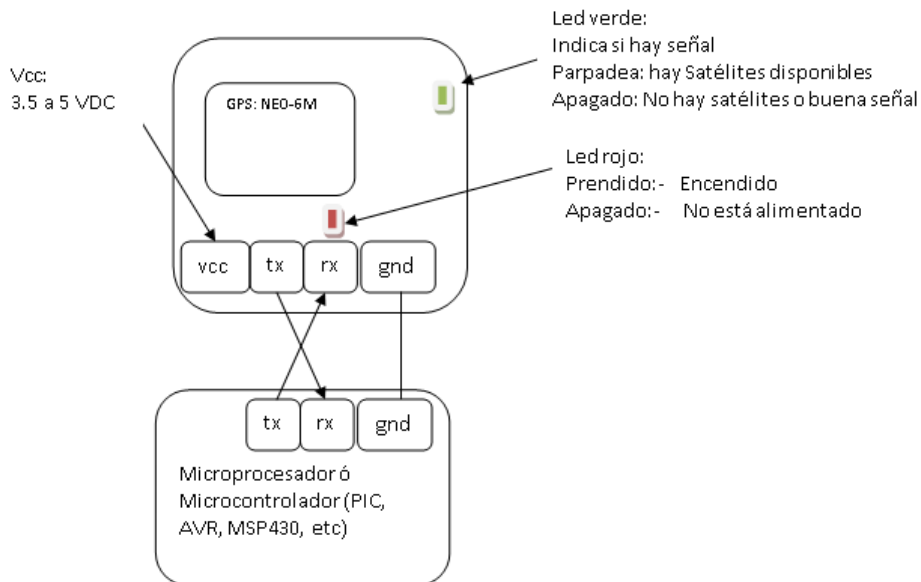 Led verde:
Indica si hay señal
Parpadea: hay Satélites disponibles
Apagado: No hay satélites o buena señal
Vcc:
3.5 a 5 VDC
GPS: NEO-6M
Led rojo:
Prendido:- Encendido
Apagado:- No está alimentado
vcc tx rx gnd
tx rx gnd
Microprocesador ó
Microcontrolador (PIC,
AVR, MSP430, etc)